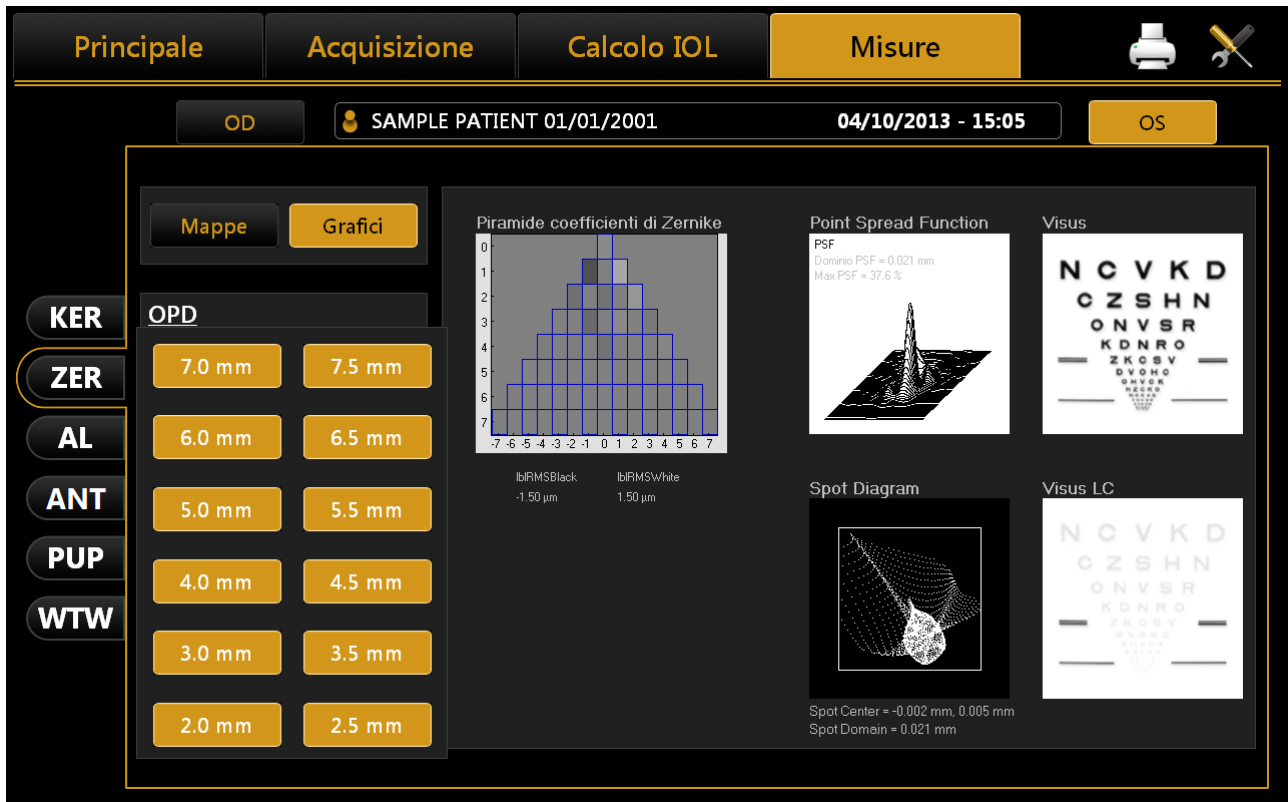 Principale Acquisizione Calcolo IOL Misure
OD SAMPLE PATIENT 01/01/2001 04/10/2013 - 15:05 OS
Mappe Grafici
OPD
7.0 mm 7.5 mm
6.0 mm 6.5 mm
5.0 mm 5.5 mm
4.0 mm 4.5 mm
3.0 mm 3.5 mm
2.0 mm 2.5 mm
KER
ZER
AL
ANT
PUP
WTW
Piramide coefficienti di Zernike
0
1
2
3
4
5
6
7
-7 -6 -5 -4 -3 -2 -1 0 1 2 3 4 5 6 7
lblRMSBlack lblRMSWhite
-1.50 µm 1.50 µm
Point Spread Function
PSF
Dominio PSF = 0.021 mm
Max PSF = 37.6 %
Visus
N C V K D
C Z S H N
O N V S R
K D N R O
Z K C S V
D V O H C
O H V C K
H Z C K O
Spot Diagram
Spot Center = -0.002 mm, 0.005 mm
Spot Domain = 0.021 mm
Visus LC
N C V K D
C Z S H N
O N V S R
K D N R O
Z K C S V
D V O H C